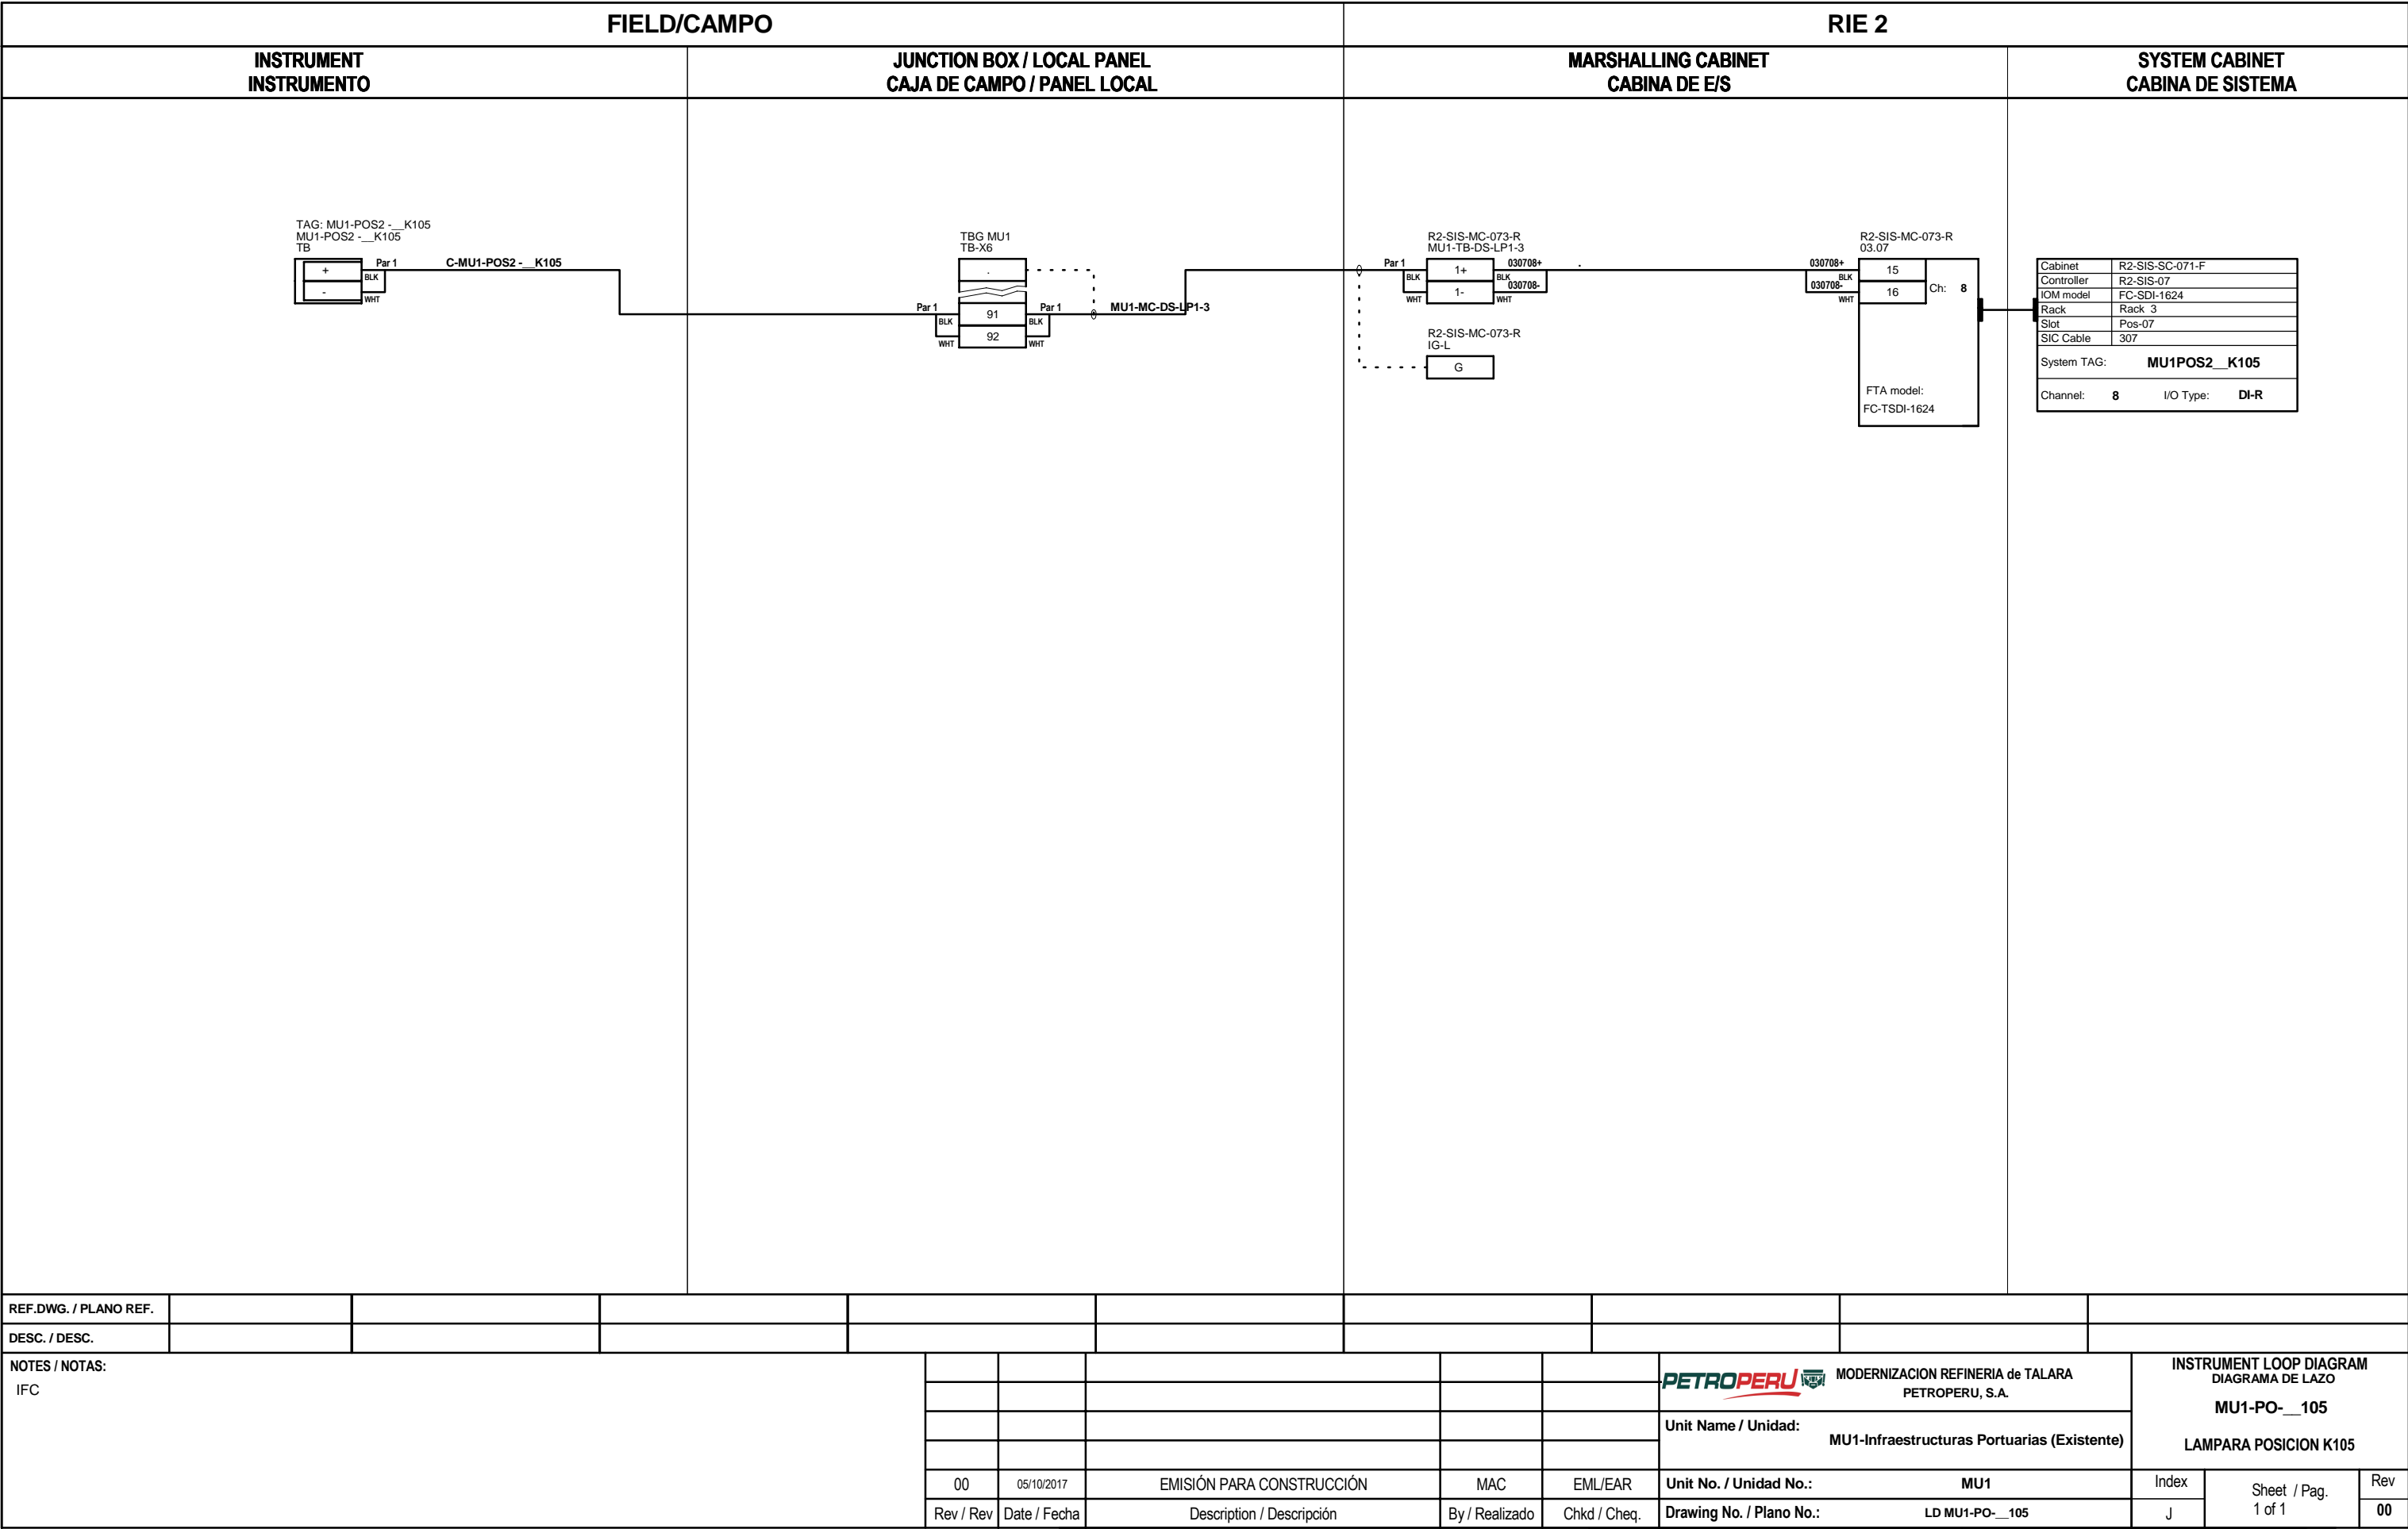 FIELD/CAMPO
RIE 2
INSTRUMENT
INSTRUMENTO
JUNCTION BOX / LOCAL PANEL
CAJA DE CAMPO / PANEL LOCAL
MARSHALLING CABINET
CABINA DE E/S
SYSTEM CABINET
CABINA DE SISTEMA
TAG: MU1-POS2 -__K105
MU1-POS2 -__K105
TB
+
-
Par 1
BLK
WHT
C-MU1-POS2 -__K105
TBG MU1
TB-X6
.
91
92
Par 1
BLK
WHT
Par 1
BLK
WHT
MU1-MC-DS-LP1-3
R2-SIS-MC-073-R
MU1-TB-DS-LP1-3
Par 1
BLK
WHT
1+
1-
030708+
BLK
030708-
WHT
.
R2-SIS-MC-073-R
IG-L
G
R2-SIS-MC-073-R
03.07
030708+
BLK
030708-
WHT
15
16
Ch: 8
FTA model:
FC-TSDI-1624
Cabinet R2-SIS-SC-071-F
Controller R2-SIS-07
IOM model FC-SDI-1624
Rack Rack 3
Slot Pos-07
SIC Cable 307
System TAG: MU1POS2__K105
Channel: 8 I/O Type: DI-R
REF.DWG. / PLANO REF.
DESC. / DESC.
NOTES / NOTAS:
IFC
00 05/10/2017 EMISIÓN PARA CONSTRUCCIÓN MAC EML/EAR
Rev / Rev Date / Fecha Description / Descripción By / Realizado Chkd / Cheq.
PETROPERU
MODERNIZACION REFINERIA de TALARA
PETROPERU, S.A.
Unit Name / Unidad:
MU1-Infraestructuras Portuarias (Existente)
Unit No. / Unidad No.: MU1
Drawing No. / Plano No.: LD MU1-PO-__105
INSTRUMENT LOOP DIAGRAM
DIAGRAMA DE LAZO
MU1-PO-__105
LAMPARA POSICION K105
Index
J
Sheet / Pag.
1 of 1
Rev
00